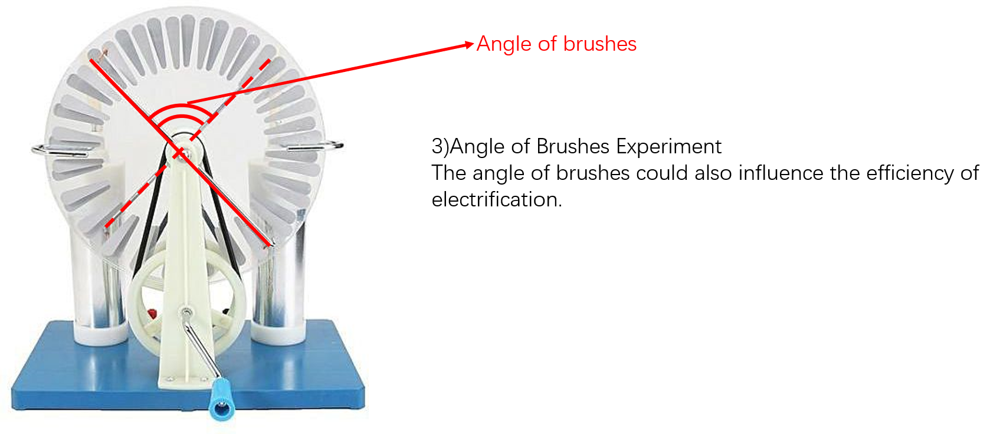 Angle of brushes
3)Angle of Brushes Experiment
The angle of brushes could also influence the efficiency of
electrification.